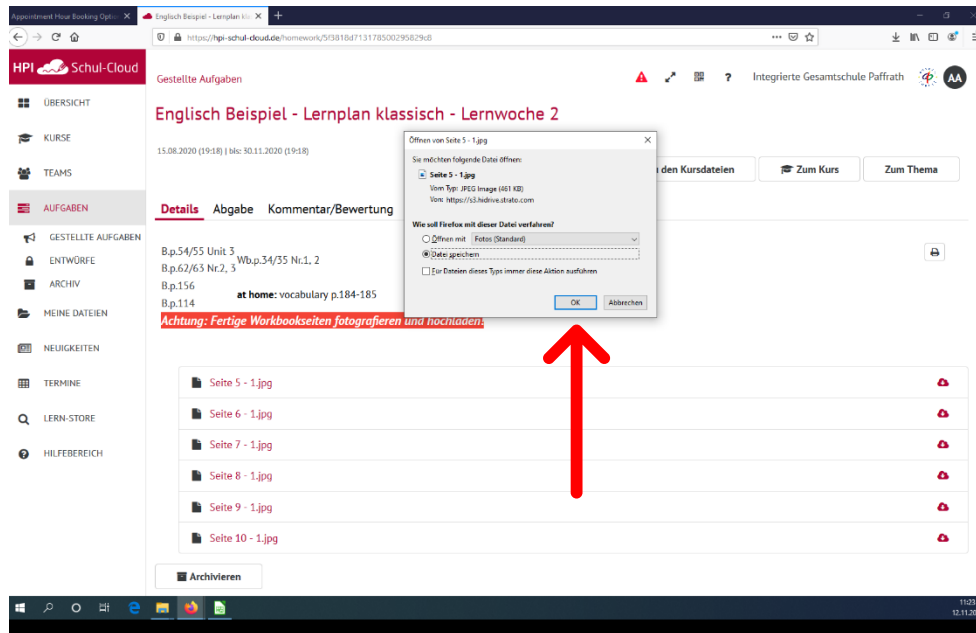 Appointment Hour Booking Option
Englisch Beispiel - Lernplan kla
https://hpi-schul-cloud.de/homework/5f3818d713178500295829c8
HPI Schul-Cloud
Gestellte Aufgaben
?
Integrierte Gesamtschule Paffrath
AA
ÜBERSICHT
KURSE
TEAMS
AUFGABEN
GESTELLTE AUFGABEN
ENTWÜRFE
ARCHIV
MEINE DATEIEN
NEUIGKEITEN
TERMINE
LERN-STORE
HILFEBEREICH
Englisch Beispiel - Lernplan klassisch - Lernwoche 2
15.08.2020 (19:18) | bis: 30.11.2020 (19:18)
den Kursdateien
Zum Kurs
Zum Thema
Details Abgabe Kommentar/Bewertung
B.p.54/55 Unit 3
Wb.p.34/35 Nr.1, 2
B.p.62/63 Nr.2, 3
B.p.156
at home: vocabulary p.184-185
B.p.114
Achtung: Fertige Workbookseiten fotografieren und hochladen!
Öffnen von Seite 5 - 1.jpg
Sie möchten folgende Datei öffnen:
Seite 5 - 1.jpg
Vom Typ: JPEG Image (461 KB)
Von: https://s3.hidrive.strato.com
Wie soll Firefox mit dieser Datei verfahren?
Öffnen mit Fotos (Standard)
Datei speichern
Für Dateien dieses Typs immer diese Aktion ausführen
OK
Abbrechen
Seite 5 - 1.jpg
Seite 6 - 1.jpg
Seite 7 - 1.jpg
Seite 8 - 1.jpg
Seite 9 - 1.jpg
Seite 10 - 1.jpg
Archivieren
11:23
12.11.20